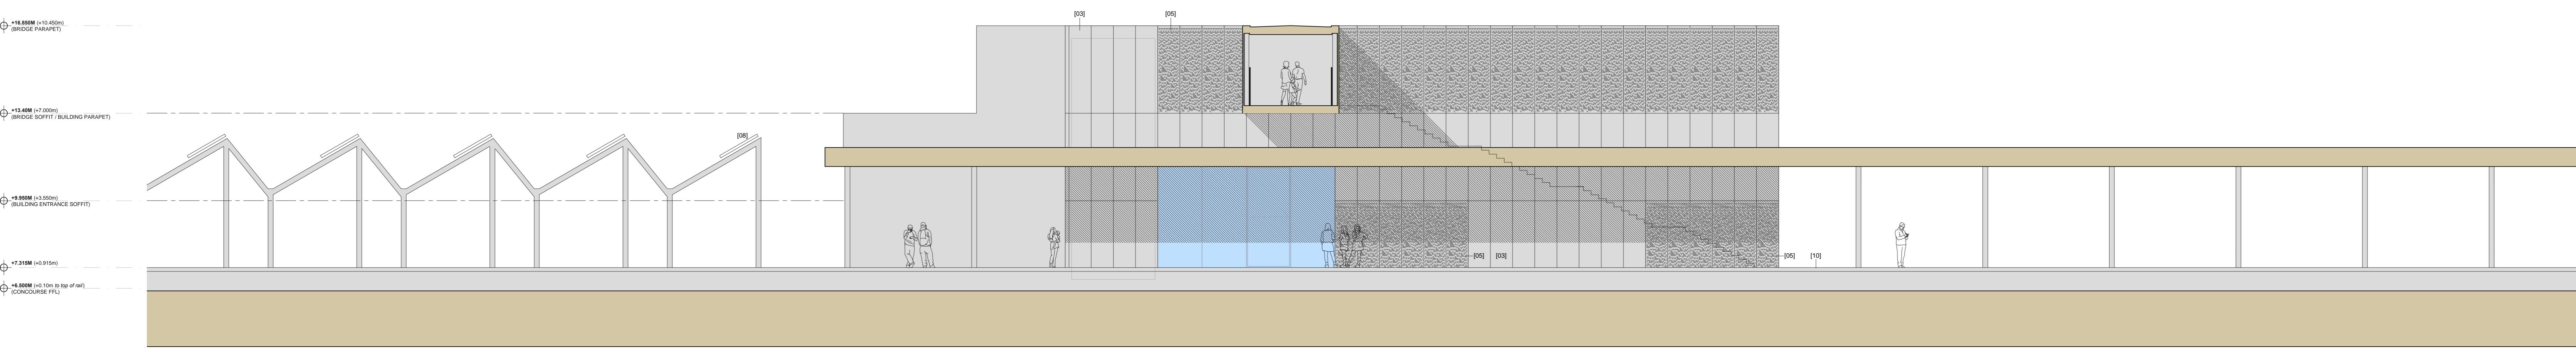 [03]
[05]
+16.850M (+10.450m)
(BRIDGE PARAPET)
+13.40M (+7.000m)
(BRIDGE SOFFIT / BUILDING PARAPET)
[08]
+9.950M (+3.550m)
(BUILDING ENTRANCE SOFFIT)
[05]
[03]
[05]
[10]
+7.315M (+0.915m)
+6.500M (+0.10m to top of rail)
(CONCOURSE FFL)